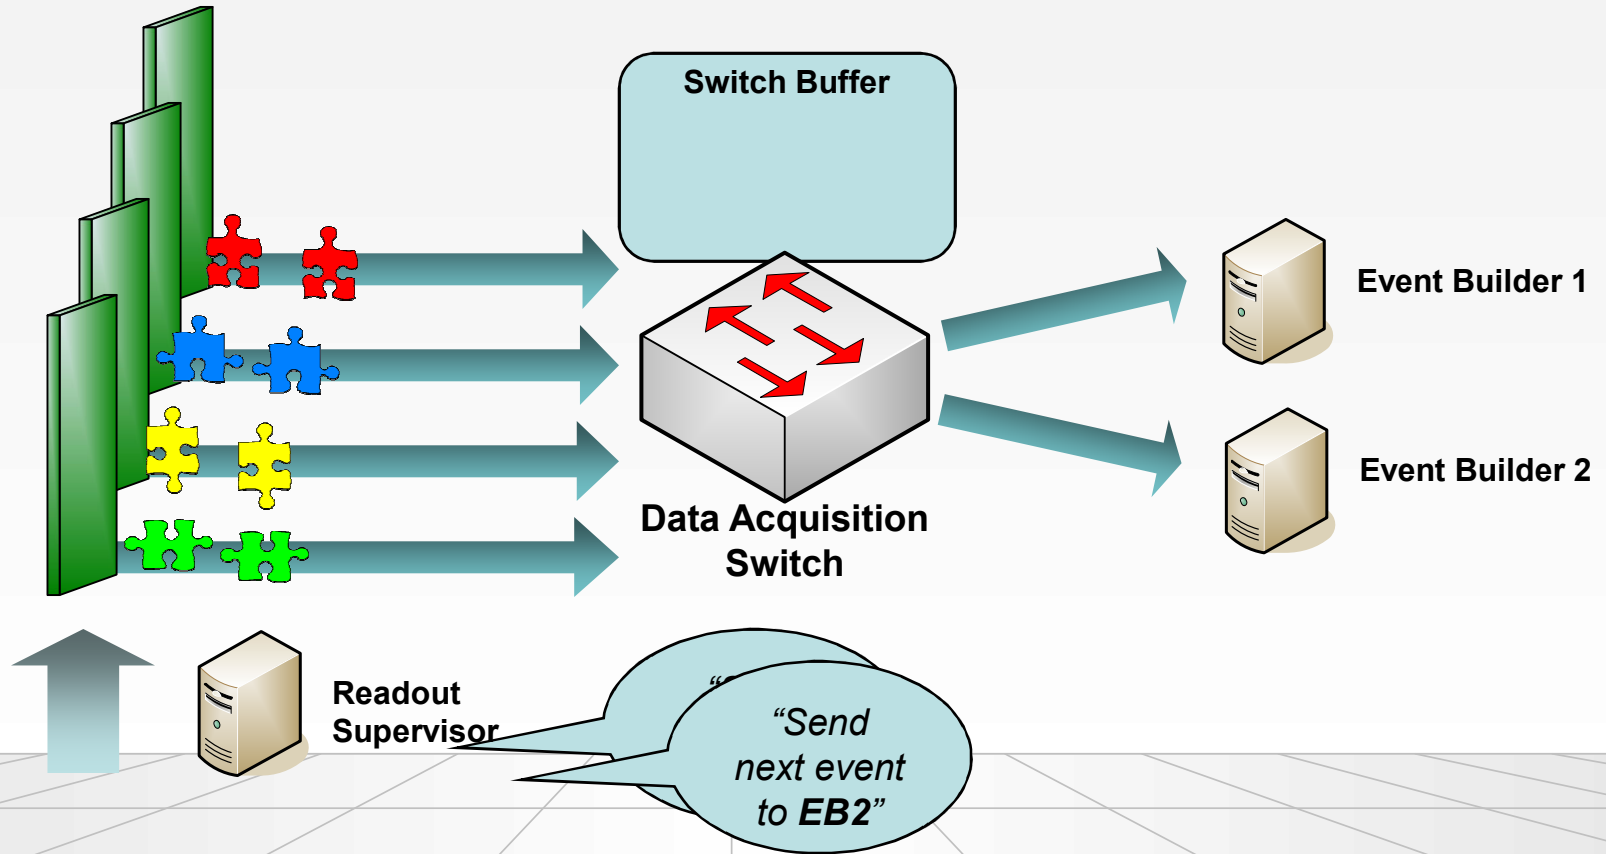 Switch Buffer
Event Builder 1
Event Builder 2
Data Acquisition
Switch
Readout
Supervisor
“Send
next event
to EB2”